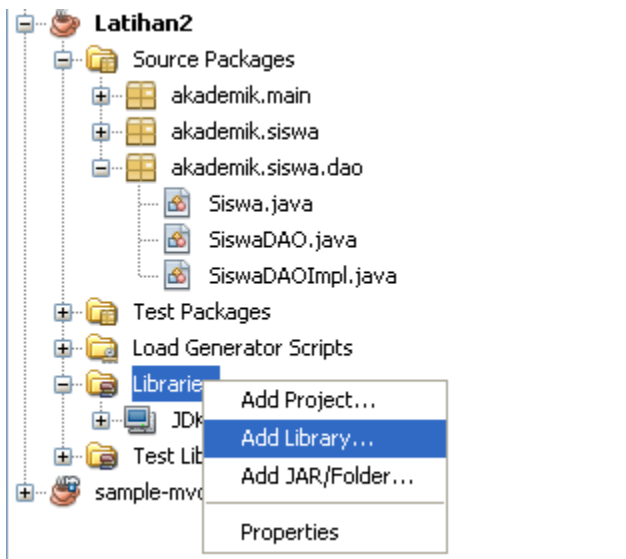 Latihan2
Source Packages
akademik.main
akademik.siswa
akademik.siswa.dao
Siswa.java
SiswaDAO.java
SiswaDAOImpl.java
Test Packages
Load Generator Scripts
Librarie
Add Project...
JDK
Add Library...
Test Lib
Add JAR/Folder...
sample-mvc
Properties